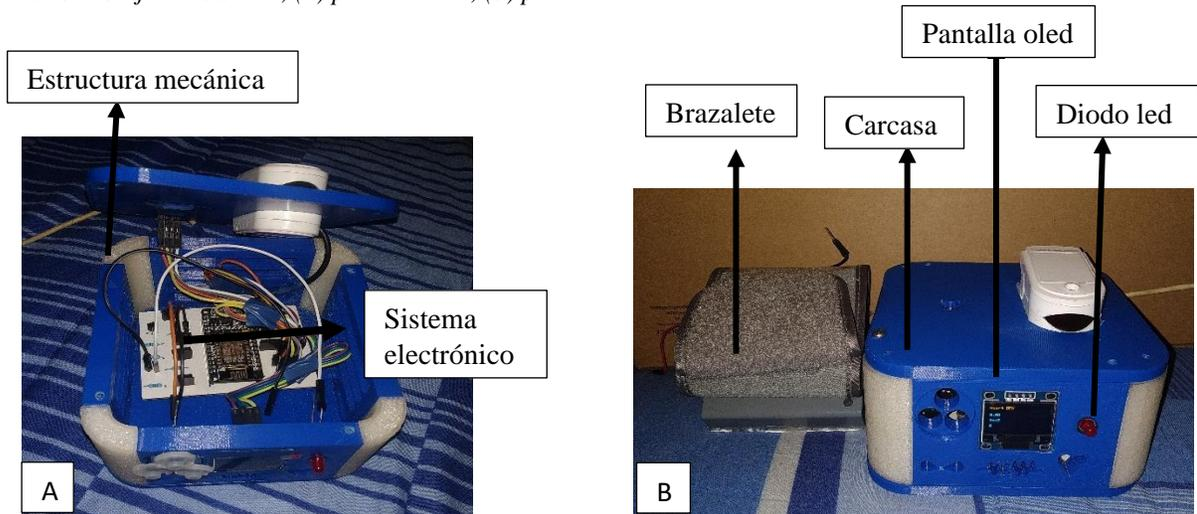 Pantalla oled
Estructura mecánica
Brazalete
Carcasa
Diodo led
Sistema
electrónico
A
B